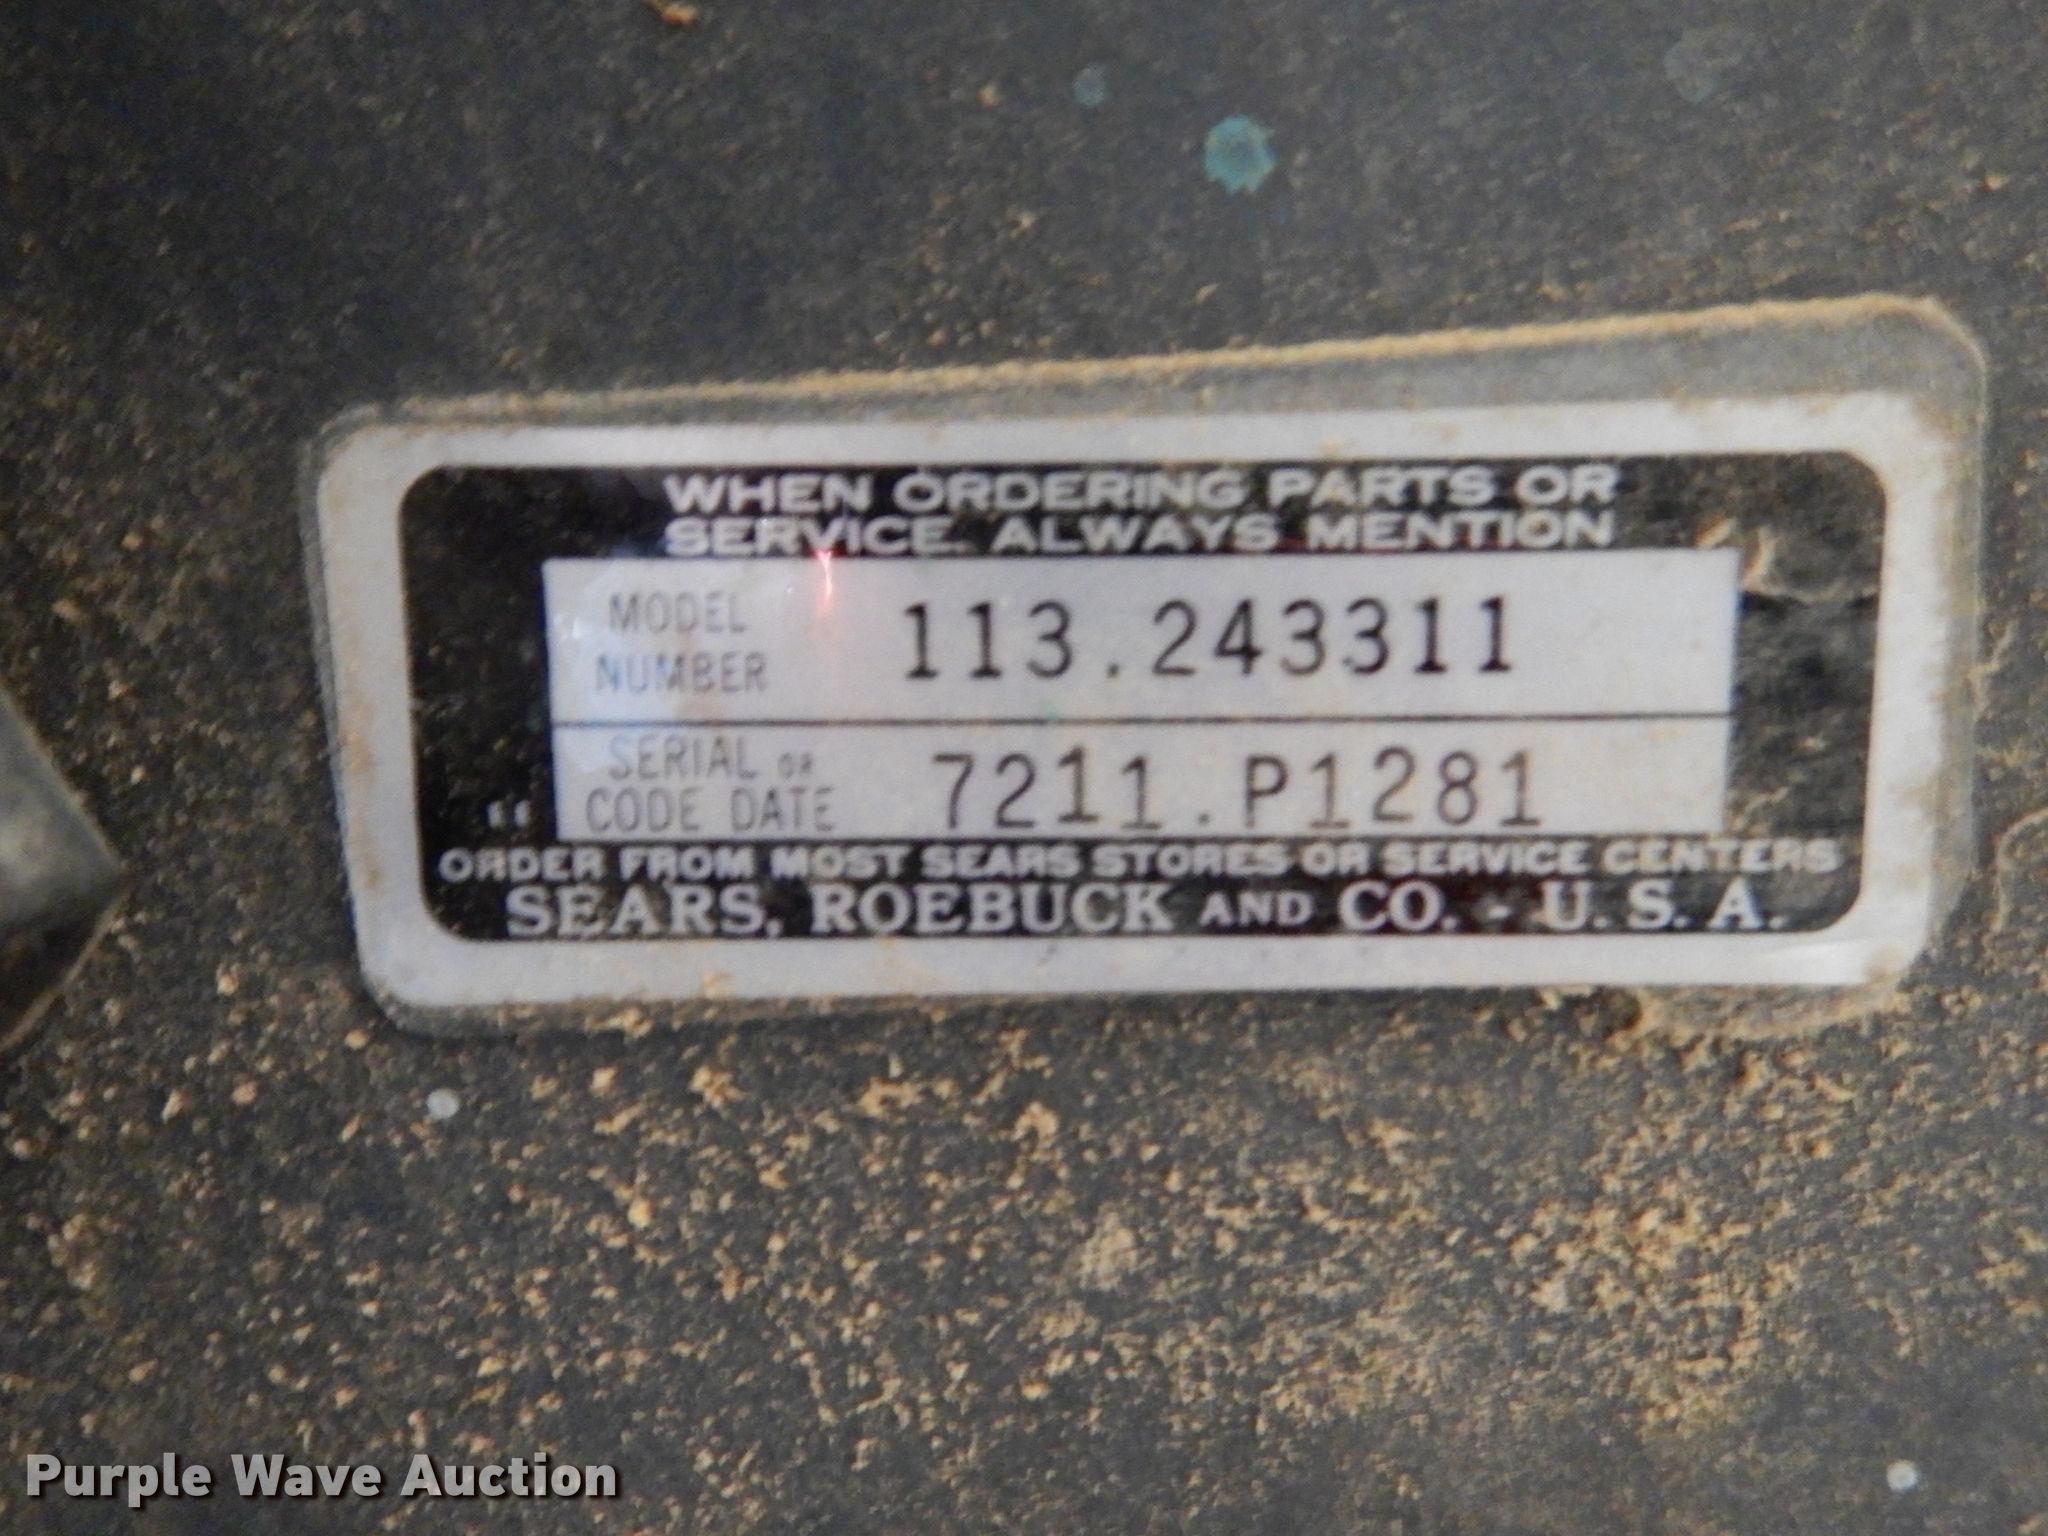 WHEN ORDERING PARTS OR
SERVICE, ALWAYS MENTION
MODEL
NUMBER
113.243311
SERIAL OR
CODE DATE
7211.P1281
ORDER FROM MOST SEARS STORES OR SERVICE CENTERS
SEARS, ROEBUCK AND CO. - U. S. A.
Purple Wave Auction